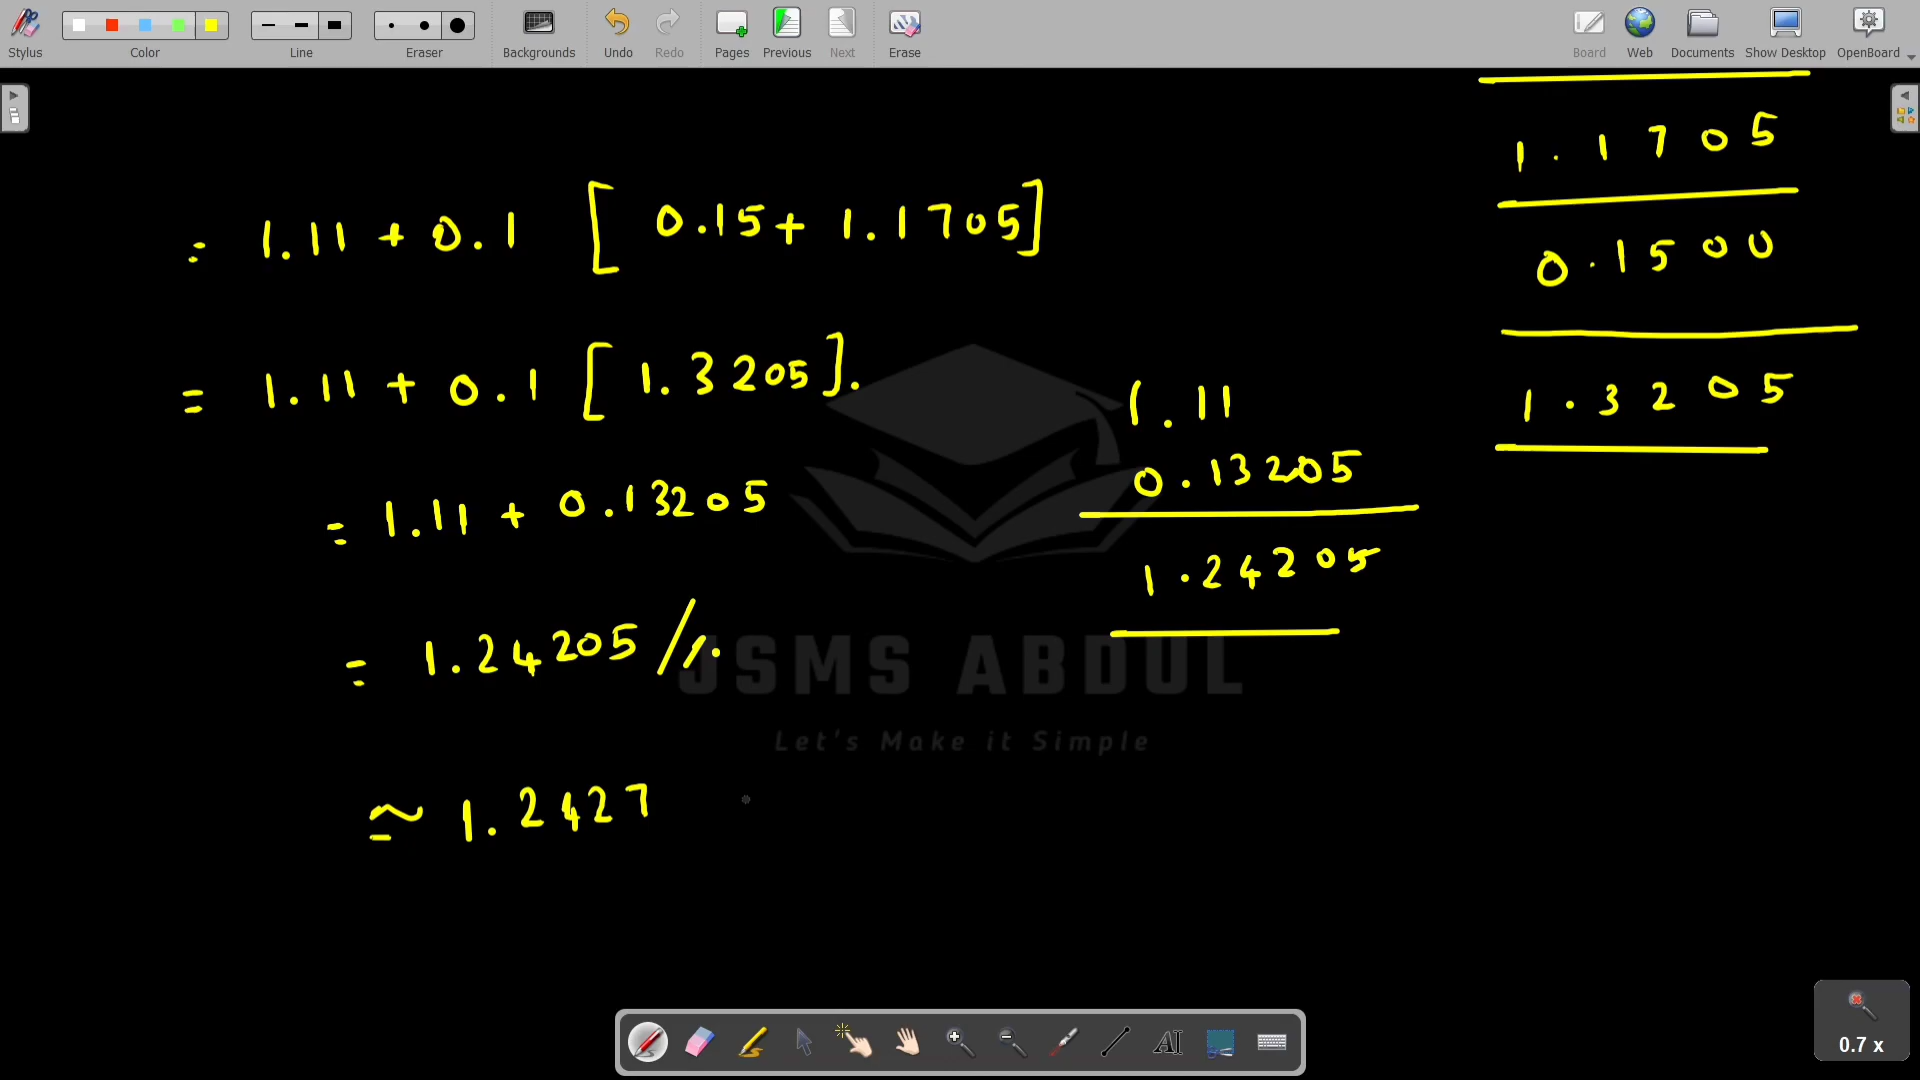 Stylus Color Line Eraser Backgrounds Undo Redo Pages Previous Next Erase Board Web Documents Show Desktop OpenBoard
1.1705
= 1.11 + 0.1 [ 0.15 + 1.1705]
0.1500
= 1.11 + 0.1 [ 1.3205].
1.11
1.3205
0.13205
= 1.11 + 0.13205
1.24205
= 1.24205 //.
JSMS ABDUL
Let's Make it Simple
≃ 1.2427
AI
0.7 x